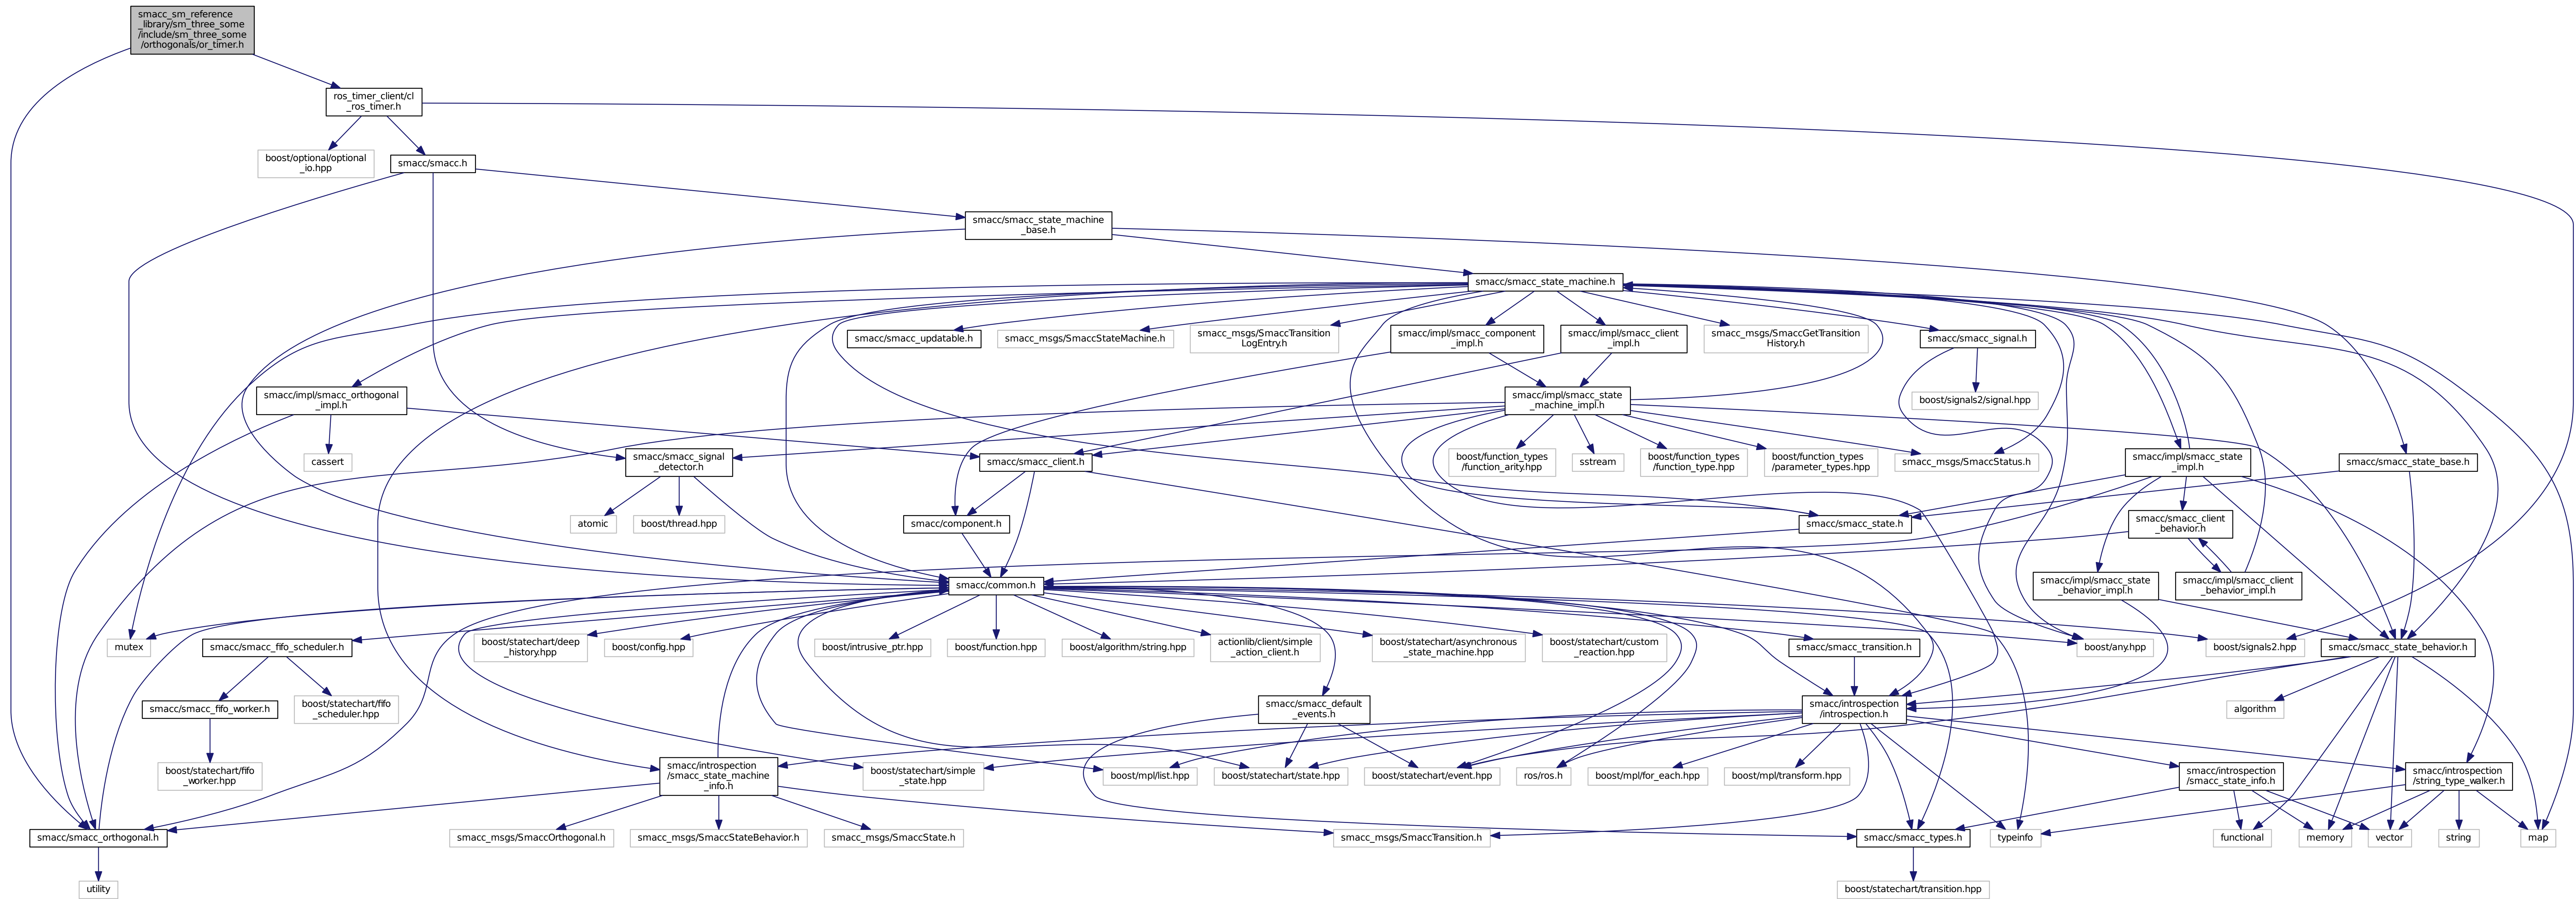 smacc_sm_reference
_library/sm_three_some
/include/sm_three_some
/orthogonals/or_timer.h
ros_timer_client/cl
_ros_timer.h
boost/optional/optional
_io.hpp
smacc/smacc.h
smacc/smacc_state_machine
_base.h
smacc/smacc_state_machine.h
smacc/smacc_updatable.h
smacc_msgs/SmaccStateMachine.h
smacc_msgs/SmaccTransition
LogEntry.h
smacc/impl/smacc_component
_impl.h
smacc/impl/smacc_client
_impl.h
smacc_msgs/SmaccGetTransition
History.h
smacc/smacc_signal.h
smacc/impl/smacc_orthogonal
_impl.h
smacc/impl/smacc_state
_machine_impl.h
boost/signals2/signal.hpp
cassert
smacc/smacc_signal
_detector.h
smacc/smacc_client.h
boost/function_types
/function_arity.hpp
sstream
boost/function_types
/function_type.hpp
boost/function_types
/parameter_types.hpp
smacc_msgs/SmaccStatus.h
smacc/impl/smacc_state
_impl.h
smacc/smacc_state_base.h
atomic
boost/thread.hpp
smacc/component.h
smacc/smacc_state.h
smacc/smacc_client
_behavior.h
smacc/common.h
smacc/impl/smacc_state
_behavior_impl.h
smacc/impl/smacc_client
_behavior_impl.h
mutex
smacc/smacc_fifo_scheduler.h
boost/statechart/deep
_history.hpp
boost/config.hpp
boost/intrusive_ptr.hpp
boost/function.hpp
boost/algorithm/string.hpp
actionlib/client/simple
_action_client.h
boost/statechart/asynchronous
_state_machine.hpp
boost/statechart/custom
_reaction.hpp
smacc/smacc_transition.h
boost/any.hpp
boost/signals2.hpp
smacc/smacc_state_behavior.h
smacc/smacc_fifo_worker.h
boost/statechart/fifo
_scheduler.hpp
smacc/smacc_default
_events.h
smacc/introspection
/introspection.h
algorithm
boost/statechart/fifo
_worker.hpp
smacc/introspection
/smacc_state_machine
_info.h
boost/statechart/simple
_state.hpp
boost/mpl/list.hpp
boost/statechart/state.hpp
boost/statechart/event.hpp
ros/ros.h
boost/mpl/for_each.hpp
boost/mpl/transform.hpp
smacc/introspection
/smacc_state_info.h
smacc/introspection
/string_type_walker.h
smacc/smacc_orthogonal.h
smacc_msgs/SmaccOrthogonal.h
smacc_msgs/SmaccStateBehavior.h
smacc_msgs/SmaccState.h
smacc_msgs/SmaccTransition.h
smacc/smacc_types.h
typeinfo
functional
memory
vector
string
map
utility
boost/statechart/transition.hpp